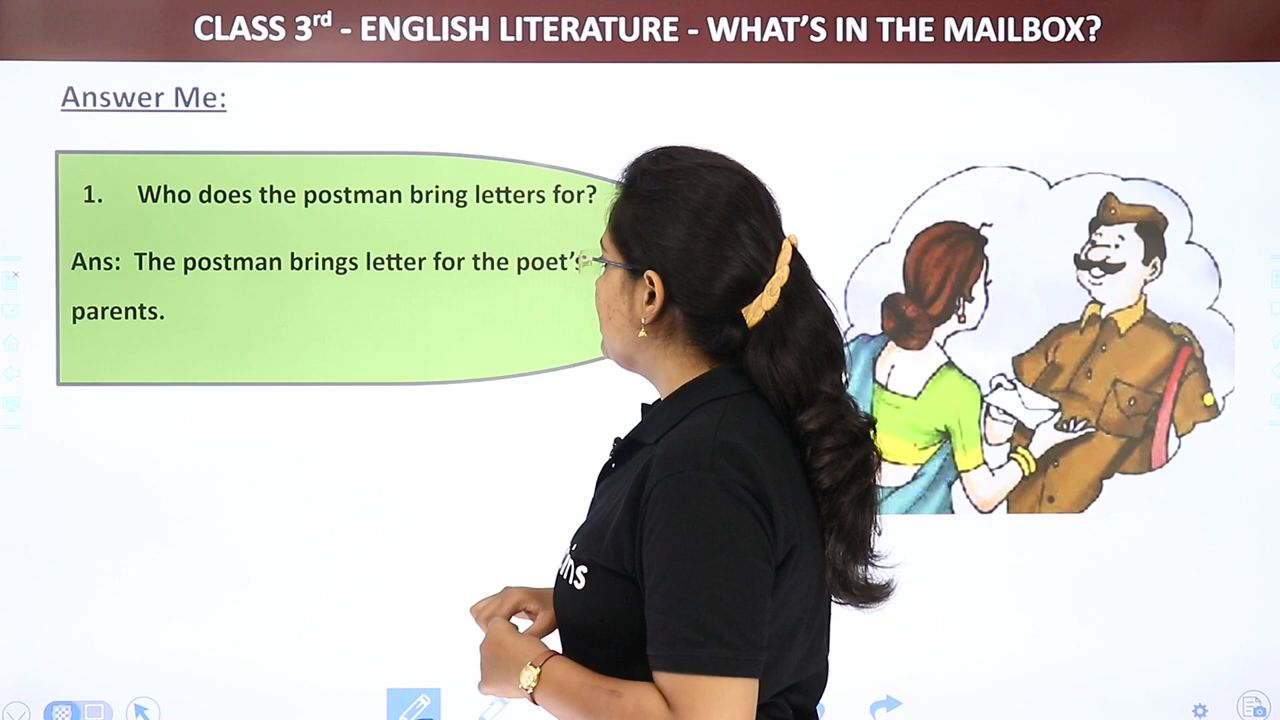 CLASS 3rd - ENGLISH LITERATURE - WHAT'S IN THE MAILBOX?
Answer Me:
1. Who does the postman bring letters for?
Ans: The postman brings letter for the poet's
parents.